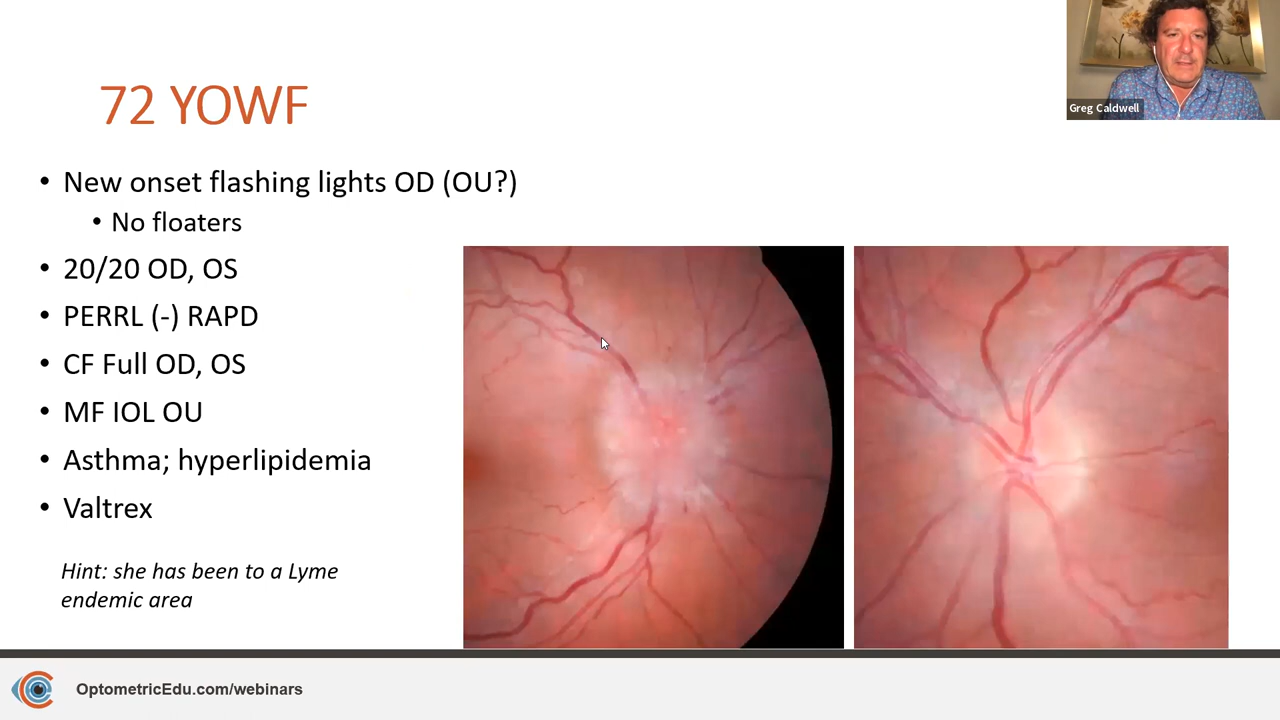 72 YOWF
Greg Caldwell
• New onset flashing lights OD (OU?)
• No floaters
• 20/20 OD, OS
• PERRL (-) RAPD
• CF Full OD, OS
• MF IOL OU
• Asthma; hyperlipidemia
• Valtrex
Hint: she has been to a Lyme
endemic area
OptometricEdu.com/webinars